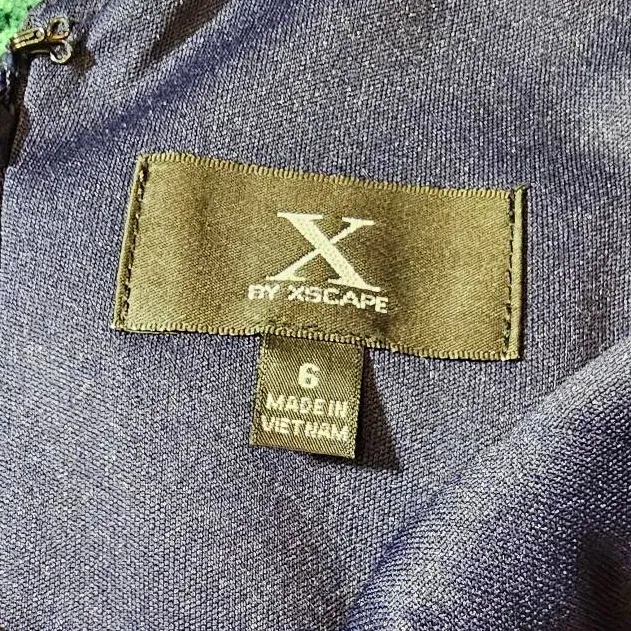 X
BY XSCAPE
6
MADE IN
VIETNAM